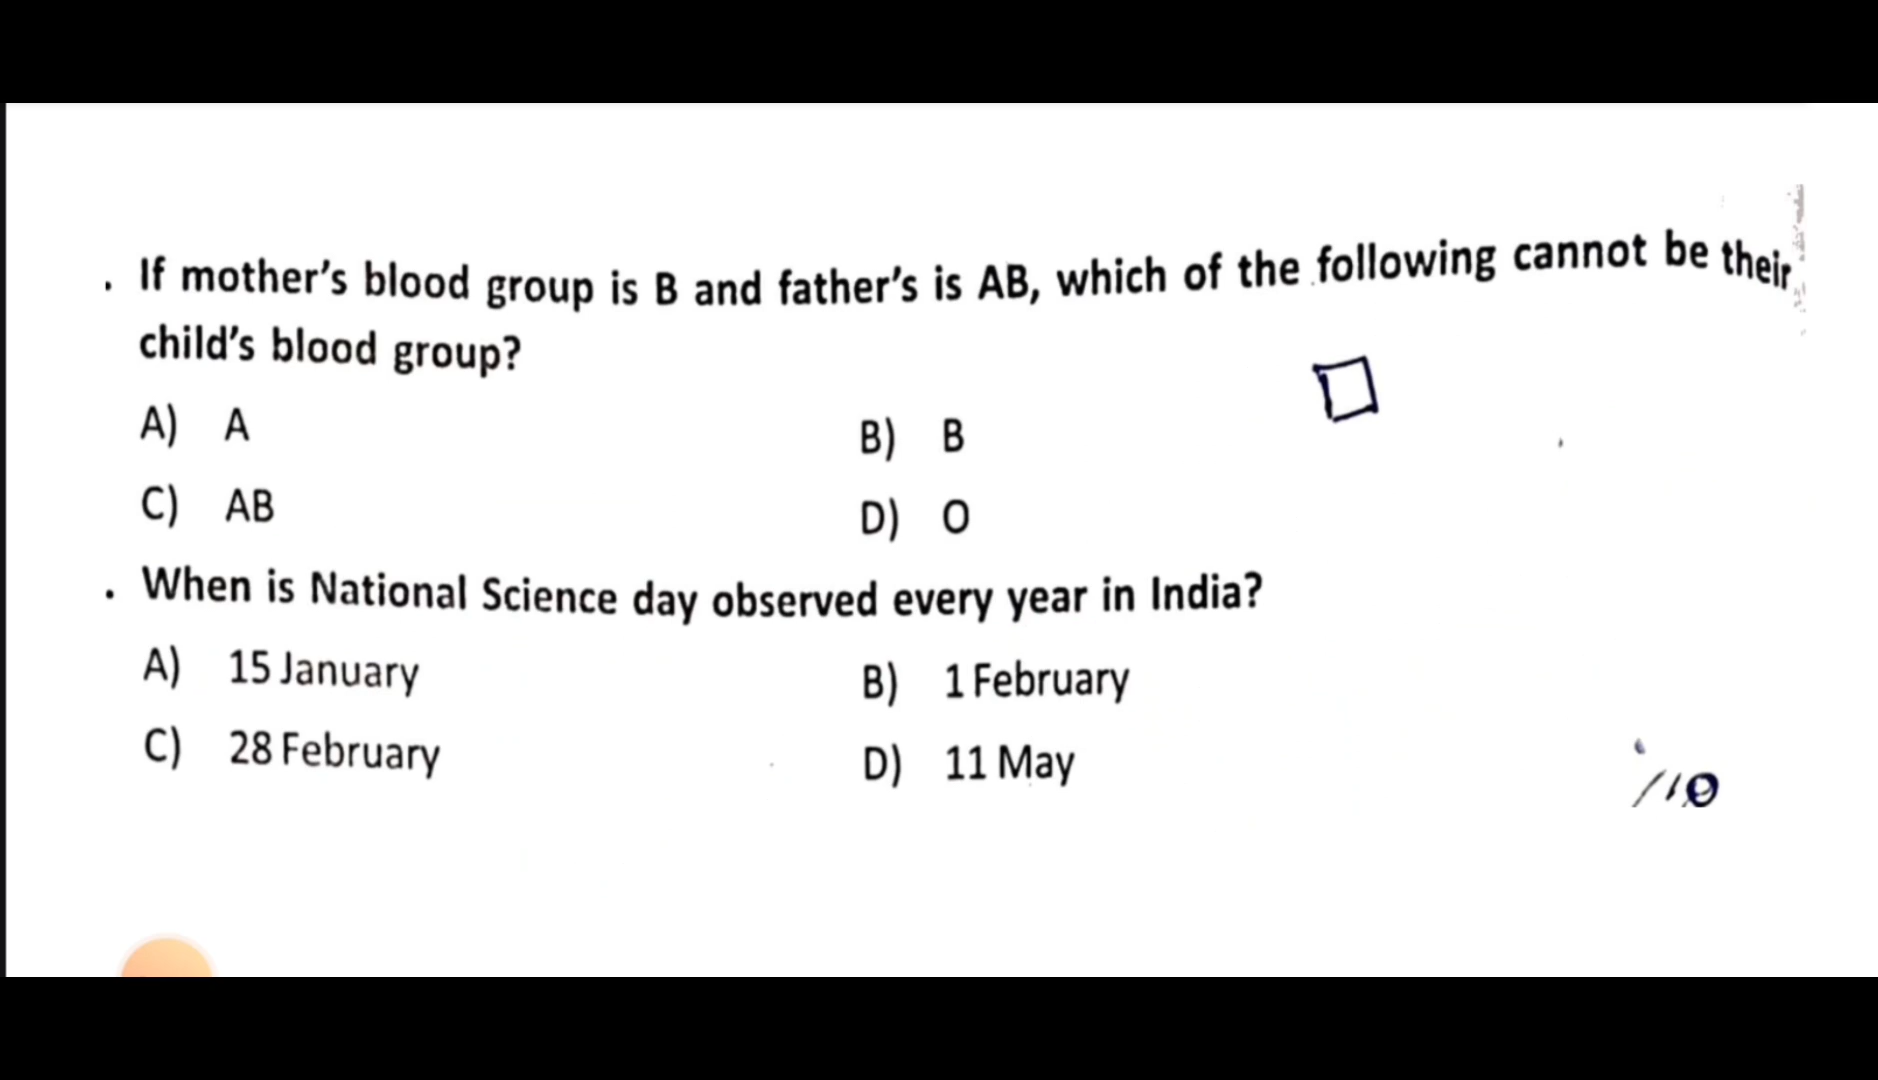 . If mother's blood group is B and father's is AB, which of the following cannot be their
child's blood group?
A) A B) B
C) AB D) O
. When is National Science day observed every year in India?
A) 15 January B) 1 February
C) 28 February D) 11 May
/10